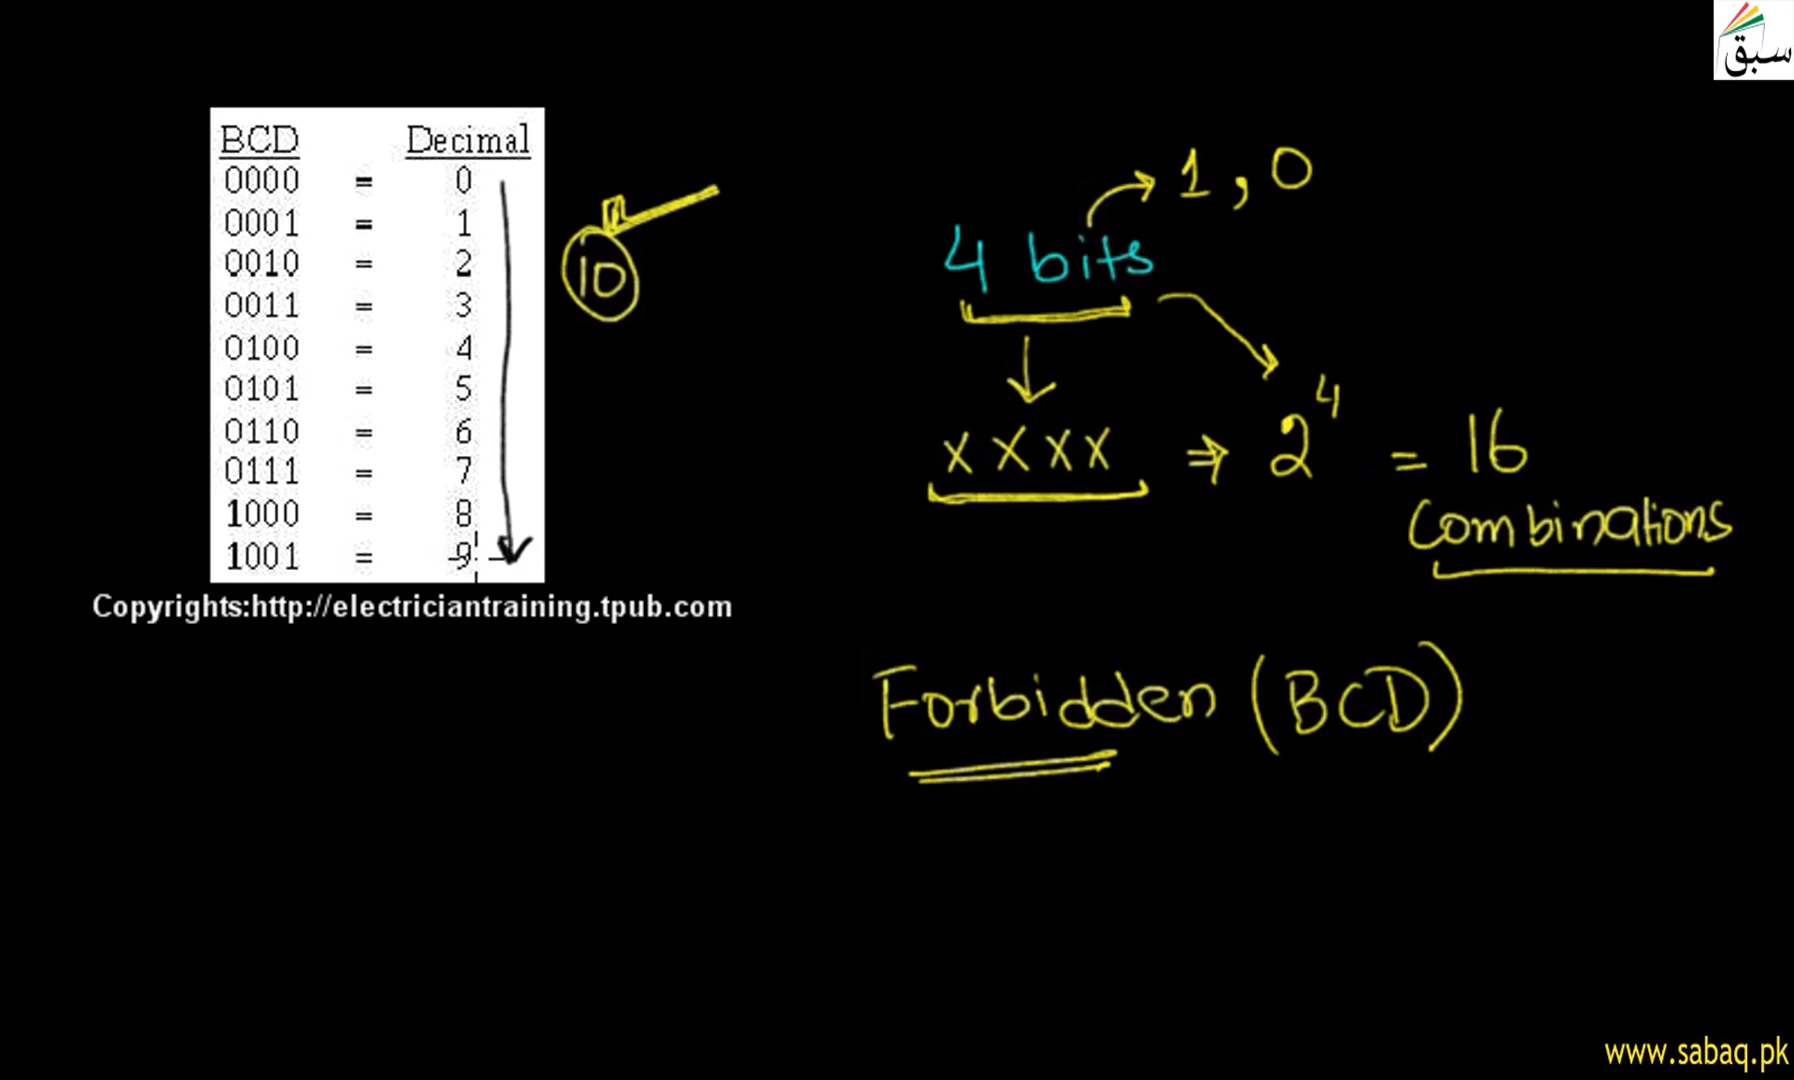 سبق
BCD Decimal
0000 = 0
0001 = 1
0010 = 2
0011 = 3
0100 = 4
0101 = 5
0110 = 6
0111 = 7
1000 = 8
1001 = 9
Copyrights:http://electriciantraining.tpub.com
10
1, 0
4 bits
x x x x ⇒ 2⁴ = 16
Combinations
Forbidden (BCD)
www.sabaq.pk